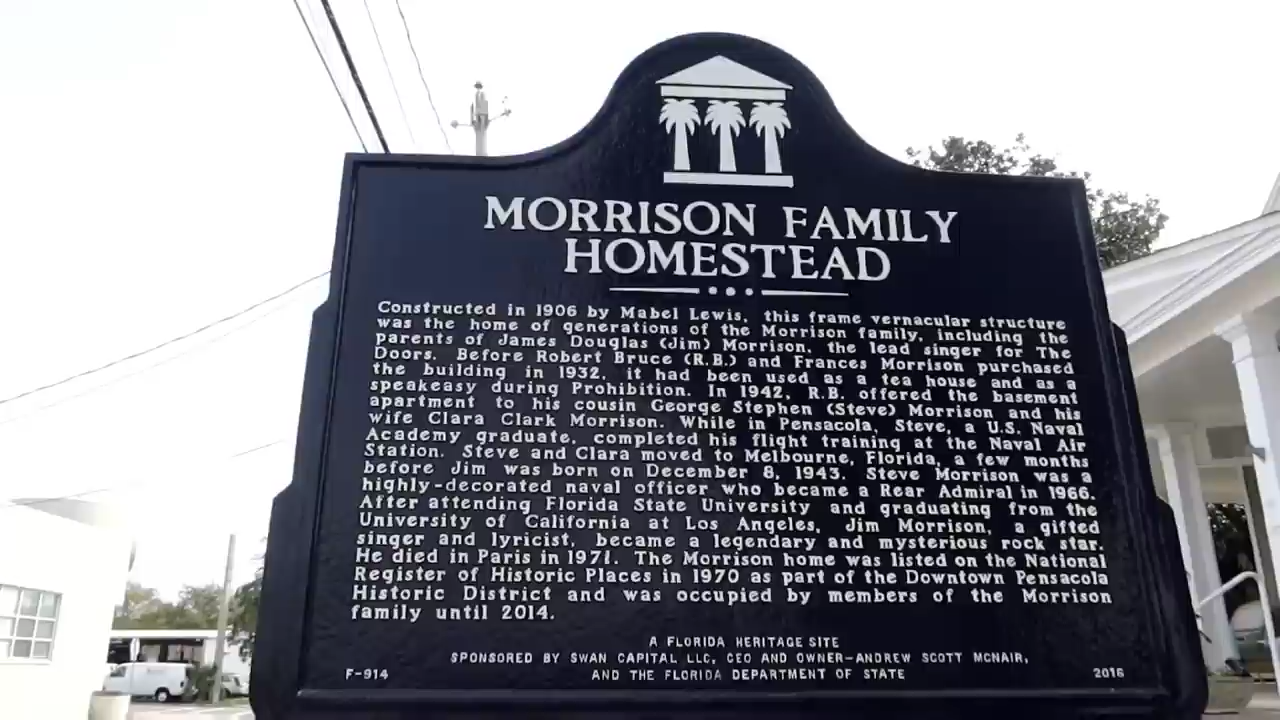 MORRISON FAMILY
HOMESTEAD
Constructed in 1906 by Mabel Lewis, this frame vernacular structure
was the home of generations of the Morrison family, including the
parents of James Douglas (Jim) Morrison, the lead singer for The
Doors. Before Robert Bruce (R.B.) and Frances Morrison purchased
the building in 1932, it had been used as a tea house and as a
speakeasy during Prohibition. In 1942, R.B. offered the basement
apartment to his cousin George Stephen (Steve) Morrison and his
wife Clara Clark Morrison. While in Pensacola, Steve, a U.S. Naval
Academy graduate, completed his flight training at the Naval Air
Station. Steve and Clara moved to Melbourne, Florida, a few months
before Jim was born on December 8, 1943. Steve Morrison was a
highly-decorated naval officer who became a Rear Admiral in 1966.
After attending Florida State University and graduating from the
University of California at Los Angeles, Jim Morrison, a gifted
singer and lyricist, became a legendary and mysterious rock star.
He died in Paris in 1971. The Morrison home was listed on the National
Register of Historic Places in 1970 as part of the Downtown Pensacola
Historic District and was occupied by members of the Morrison
family until 2014.
A FLORIDA HERITAGE SITE
SPONSORED BY SWAN CAPITAL LLC, CEO AND OWNER-ANDREW SCOTT MCNAIR,
F-914 AND THE FLORIDA DEPARTMENT OF STATE 2016